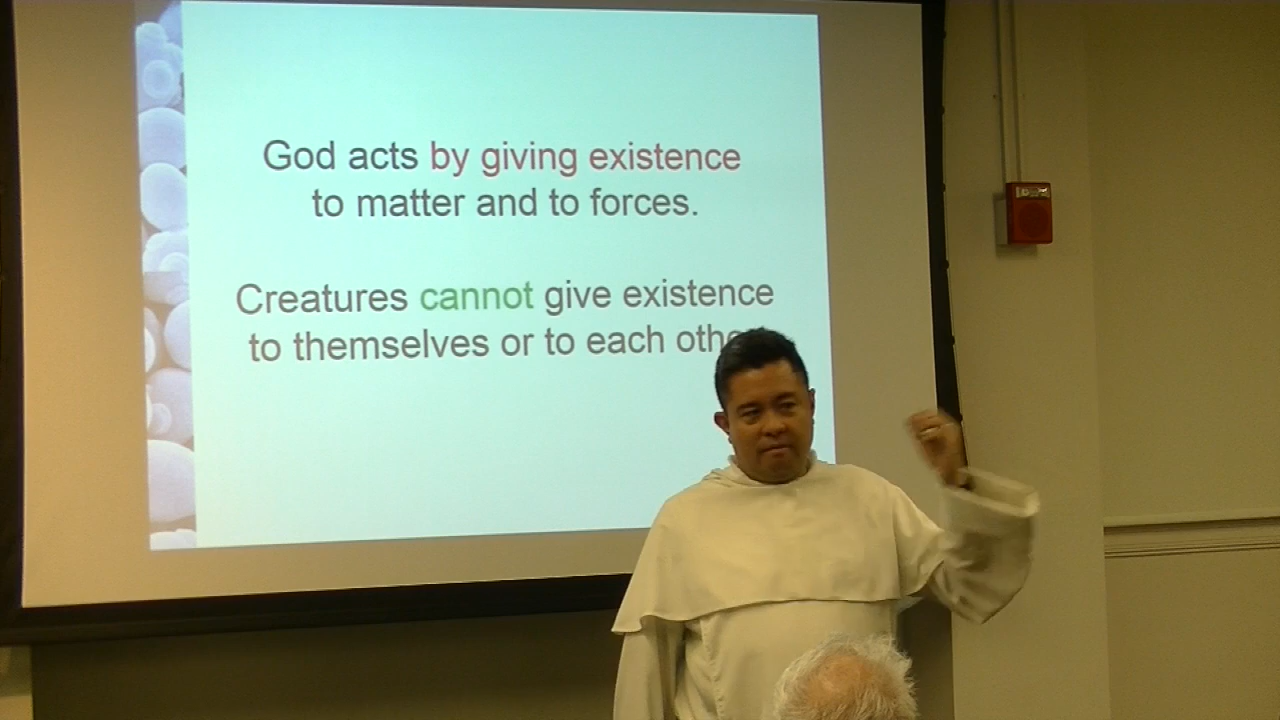 God acts by giving existence
to matter and to forces.
Creatures cannot give existence
to themselves or to each